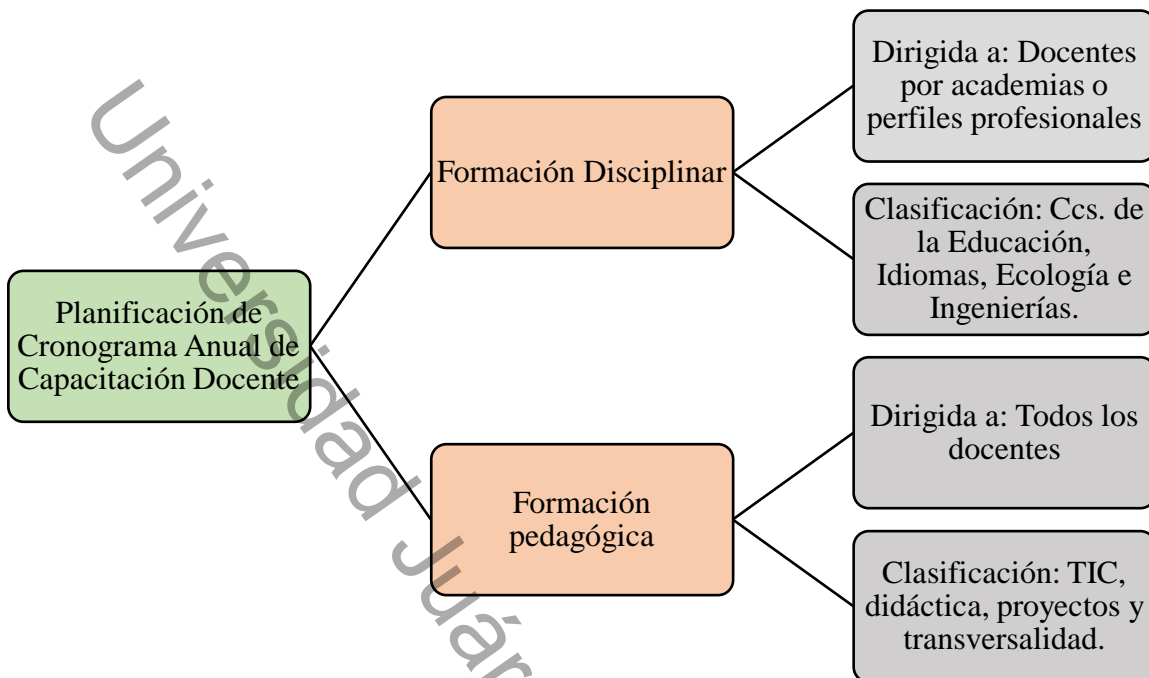 Planificación de
Cronograma Anual de
Capacitación Docente
Formación Disciplinar
Dirigida a: Docentes
por academias o
perfiles profesionales
Clasificación: Ccs. de
la Educación,
Idiomas, Ecología e
Ingenierías.
Formación
pedagógica
Dirigida a: Todos los
docentes
Clasificación: TIC,
didáctica, proyectos y
transversalidad.
Universidad Juár